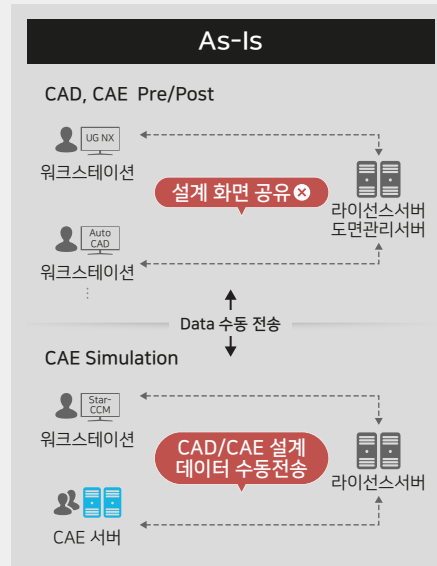 As-Is
CAD, CAE Pre/Post
UG NX
워크스테이션
설계 화면 공유
라이선스서버
도면관리서버
Auto
CAD
워크스테이션
Data 수동 전송
CAE Simulation
Star-
CCM
워크스테이션
CAD/CAE 설계
데이터 수동전송
라이선스서버
CAE 서버